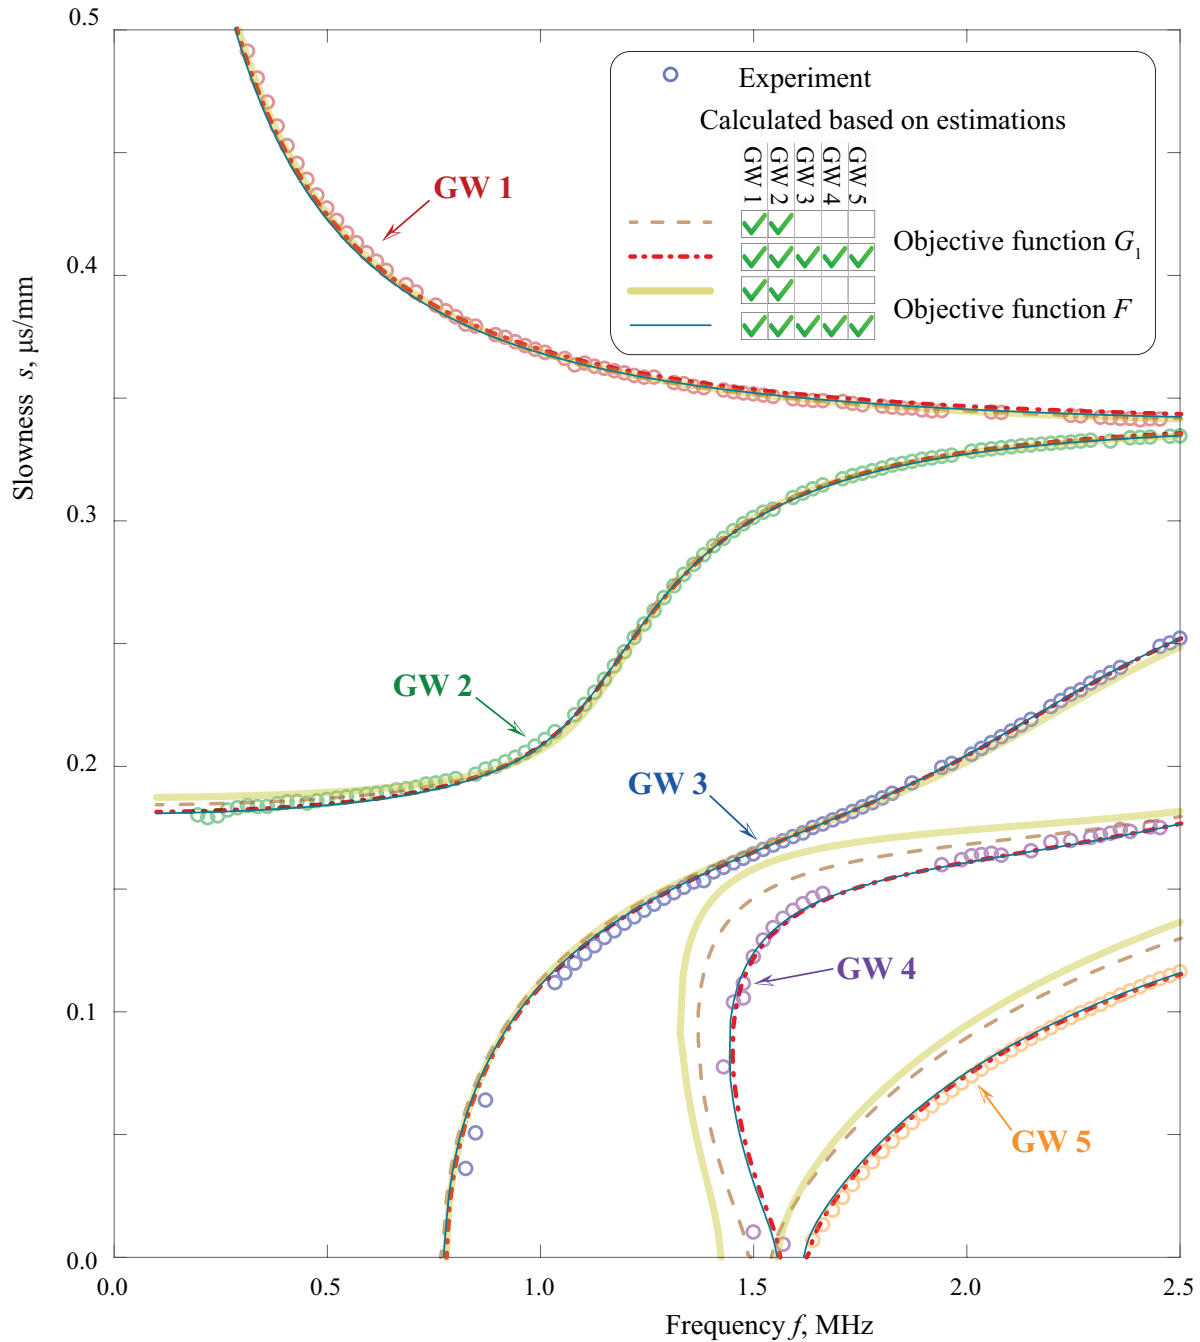 0.5
0.4
0.3
0.2
0.1
0.0
Slowness s, μs/mm
Experiment
Calculated based on estimations
GW 1
GW 2
GW 3
GW 4
GW 5
Objective function G₁
Objective function F
GW 1
GW 2
GW 3
GW 4
GW 5
0.0 0.5 1.0 1.5 2.0 2.5
Frequency f, MHz